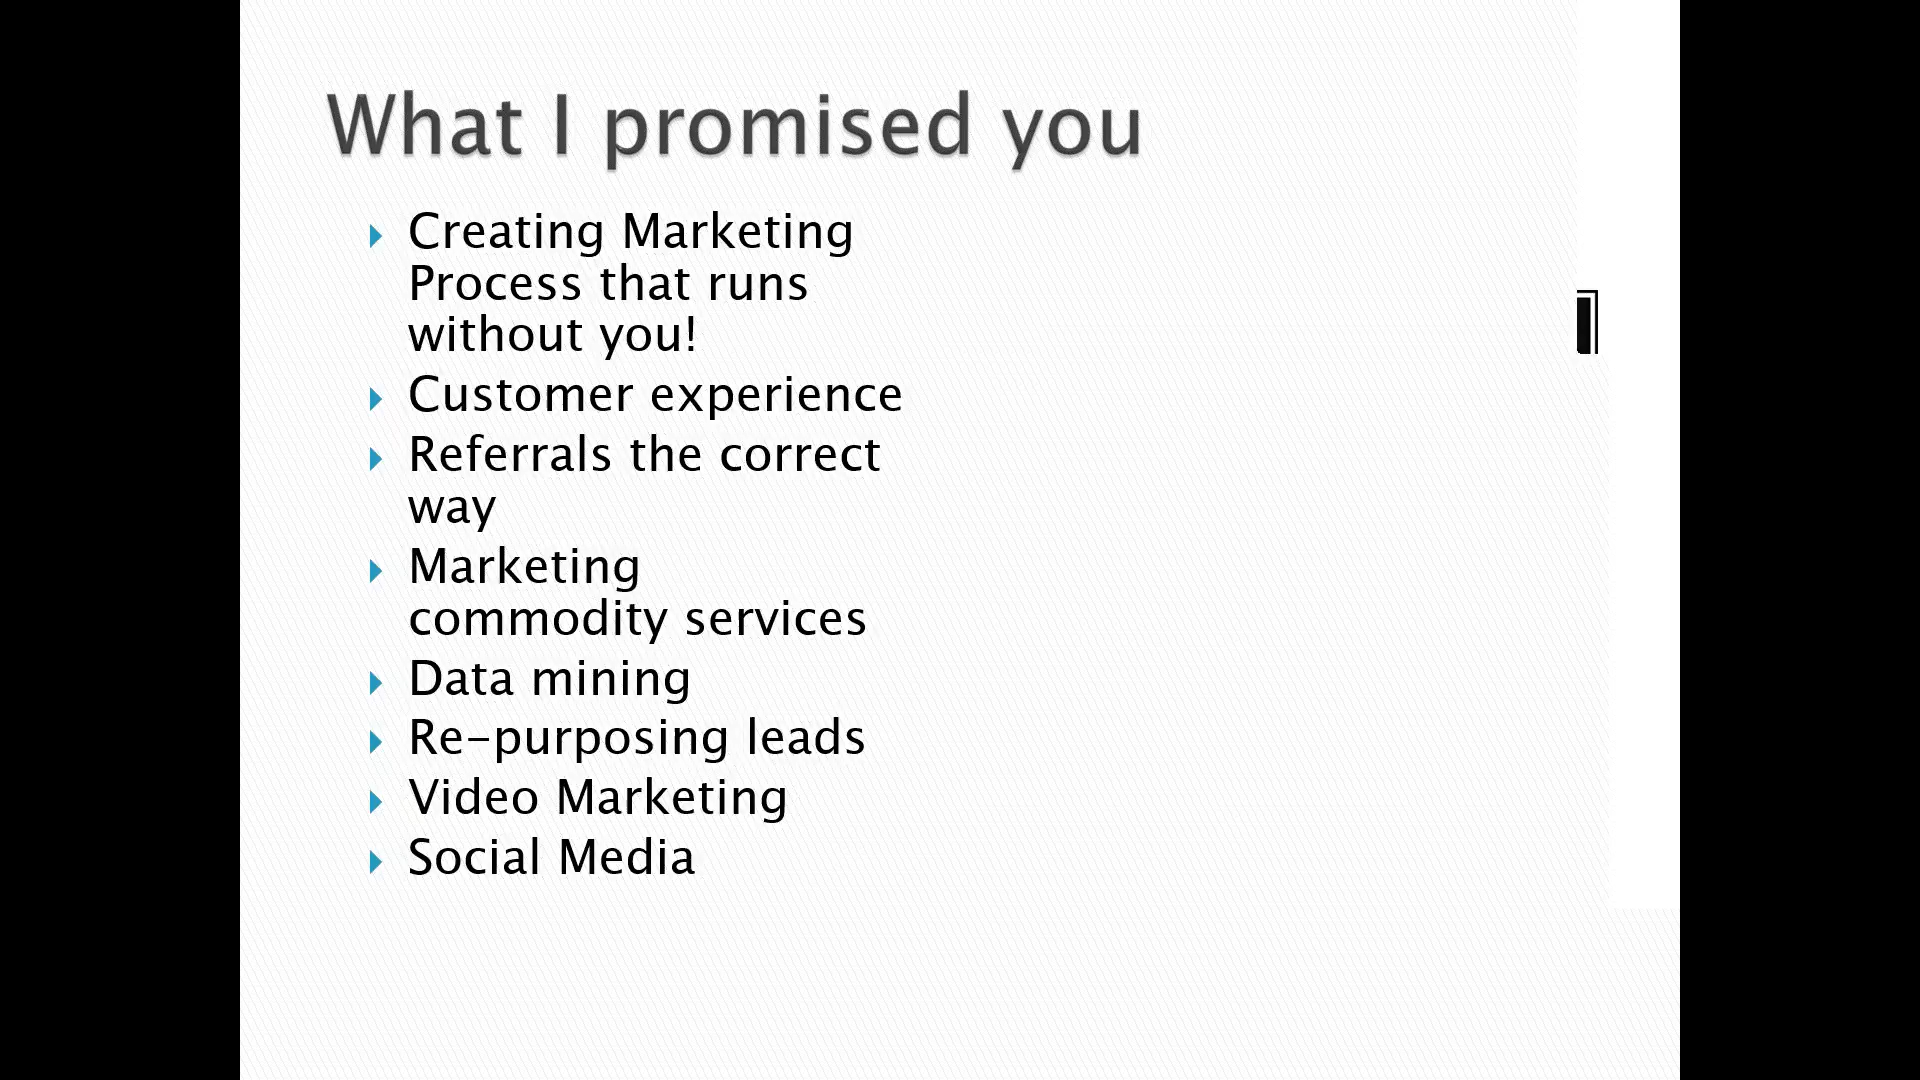 What I promised you
Creating Marketing
Process that runs
without you!
Customer experience
Referrals the correct
way
Marketing
commodity services
Data mining
Re-purposing leads
Video Marketing
Social Media